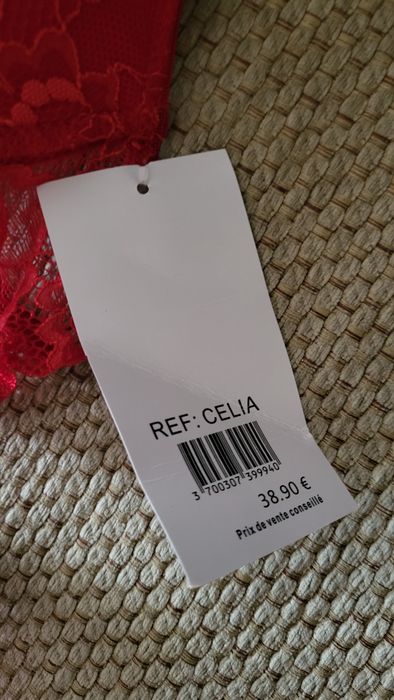 REF: CELIA
3 700307 399940
38.90 €
Prix de vente conseillé